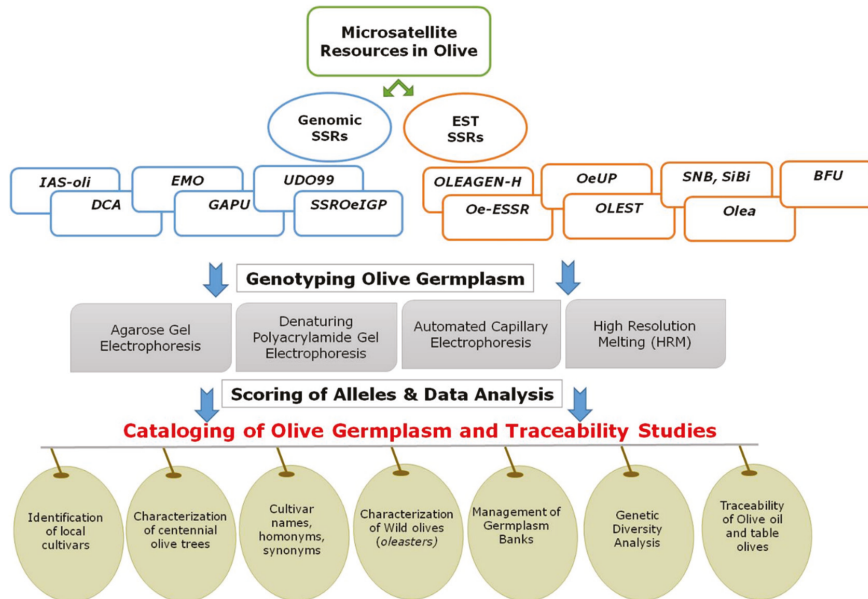 Microsatellite
Resources in Olive
Genomic
SSRs
EST
SSRs
IAS-oli
DCA
EMO
GAPU
UDO99
SSROeIGP
OLEAGEN-H
Oe-ESSR
OeUP
OLEST
SNB, SiBi
Olea
BFU
Genotyping Olive Germplasm
Agarose Gel
Electrophoresis
Denaturing
Polyacrylamide Gel
Electrophoresis
Automated Capillary
Electrophoresis
High Resolution
Melting (HRM)
Scoring of Alleles & Data Analysis
Cataloging of Olive Germplasm and Traceability Studies
Identification
of local
cultivars
Characterization
of centennial
olive trees
Cultivar
names,
homonyms,
synonyms
Characterization
of Wild olives
(oleasters)
Management of
Germplasm
Banks
Genetic
Diversity
Analysis
Traceability
of Olive oil
and table
olives